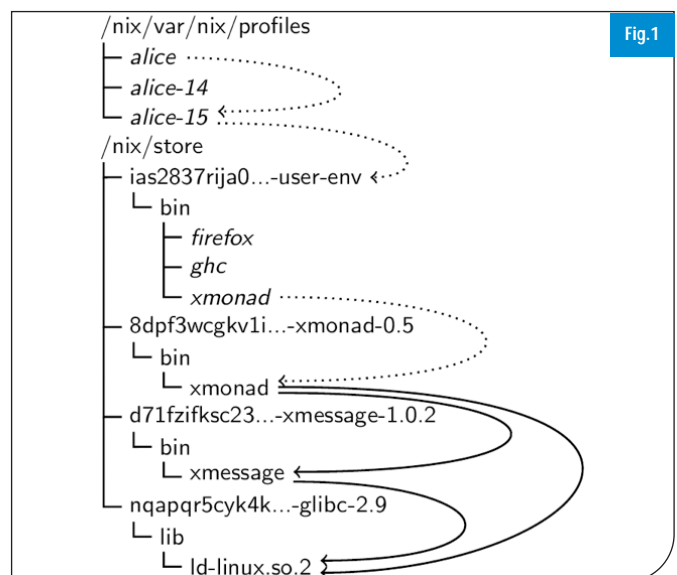 /nix/var/nix/profiles
Fig.1
alice
alice-14
alice-15
/nix/store
ias2837rija0...-user-env
bin
firefox
ghc
xmonad
8dpf3wcgkv1i...-xmonad-0.5
bin
xmonad
d71fzifksc23...-xmessage-1.0.2
bin
xmessage
nqapqr5cyk4k...-glibc-2.9
lib
ld-linux.so.2